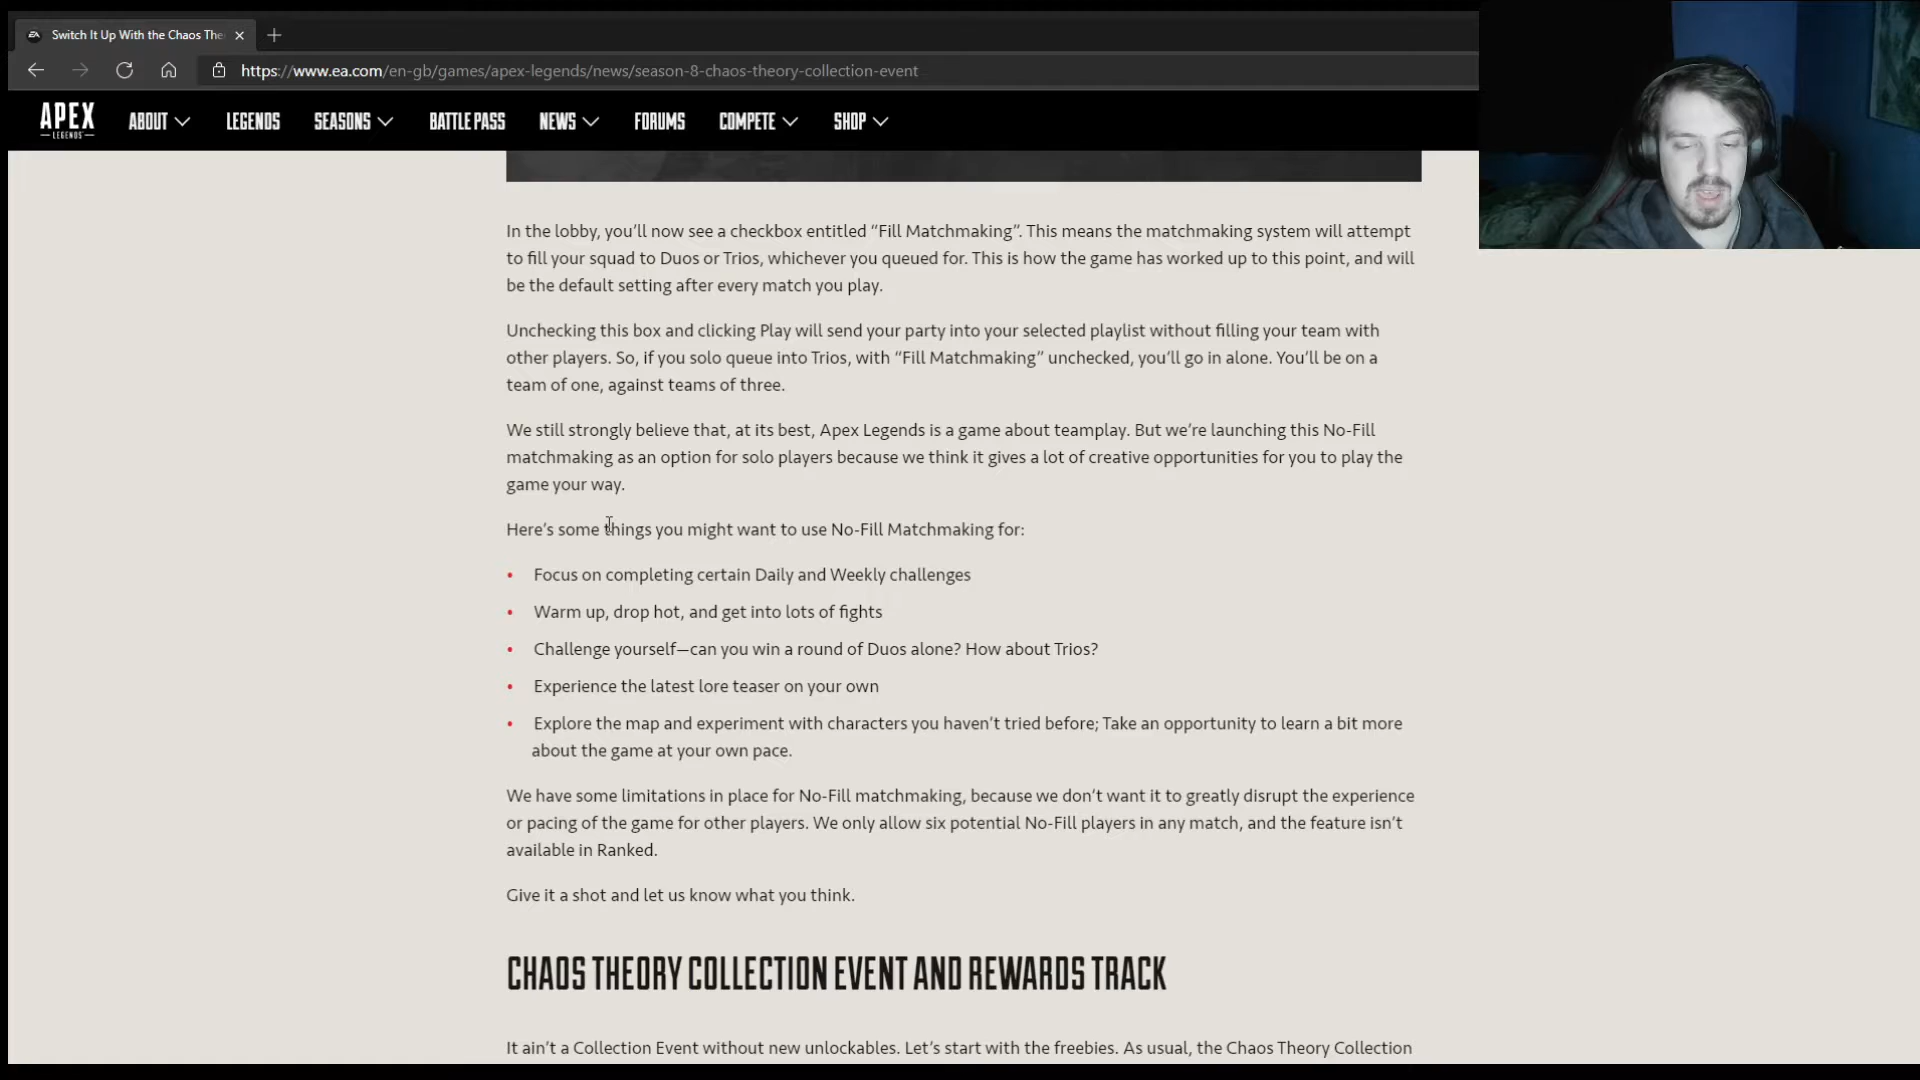 Switch It Up With the Chaos The
https://www.ea.com/en-gb/games/apex-legends/news/season-8-chaos-theory-collection-event
APEX
LEGENDS
ABOUT
LEGENDS
SEASONS
BATTLE PASS
NEWS
FORUMS
COMPETE
SHOP
In the lobby, you’ll now see a checkbox entitled “Fill Matchmaking”. This means the matchmaking system will attempt
to fill your squad to Duos or Trios, whichever you queued for. This is how the game has worked up to this point, and will
be the default setting after every match you play.
Unchecking this box and clicking Play will send your party into your selected playlist without filling your team with
other players. So, if you solo queue into Trios, with “Fill Matchmaking” unchecked, you’ll go in alone. You’ll be on a
team of one, against teams of three.
We still strongly believe that, at its best, Apex Legends is a game about teamplay. But we’re launching this No-Fill
matchmaking as an option for solo players because we think it gives a lot of creative opportunities for you to play the
game your way.
Here’s some things you might want to use No-Fill Matchmaking for:
• Focus on completing certain Daily and Weekly challenges
• Warm up, drop hot, and get into lots of fights
• Challenge yourself—can you win a round of Duos alone? How about Trios?
• Experience the latest lore teaser on your own
• Explore the map and experiment with characters you haven’t tried before; Take an opportunity to learn a bit more
about the game at your own pace.
We have some limitations in place for No-Fill matchmaking, because we don’t want it to greatly disrupt the experience
or pacing of the game for other players. We only allow six potential No-Fill players in any match, and the feature isn’t
available in Ranked.
Give it a shot and let us know what you think.
CHAOS THEORY COLLECTION EVENT AND REWARDS TRACK
It ain’t a Collection Event without new unlockables. Let’s start with the freebies. As usual, the Chaos Theory Collection